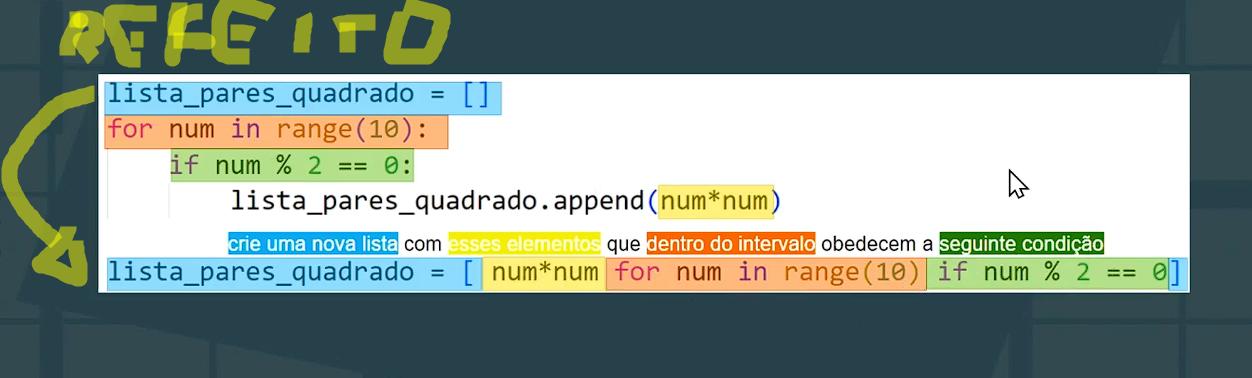 REFEITO
lista_pares_quadrado = []
for num in range(10):
if num % 2 == 0:
lista_pares_quadrado.append(num*num)
crie uma nova lista com esses elementos que dentro do intervalo obedecem a seguinte condição
lista_pares_quadrado = [ num*num for num in range(10) if num % 2 == 0]